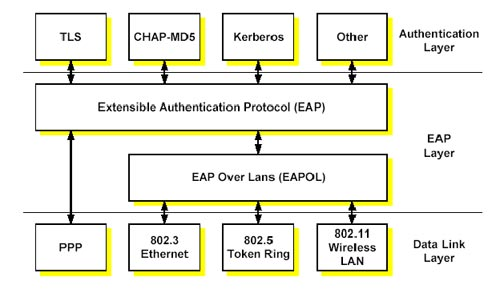 TLS
CHAP-MD5
Kerberos
Other
Authentication
Layer
Extensible Authentication Protocol (EAP)
EAP
Layer
EAP Over Lans (EAPOL)
PPP
802.3
Ethernet
802.5
Token Ring
802.11
Wireless
LAN
Data Link
Layer